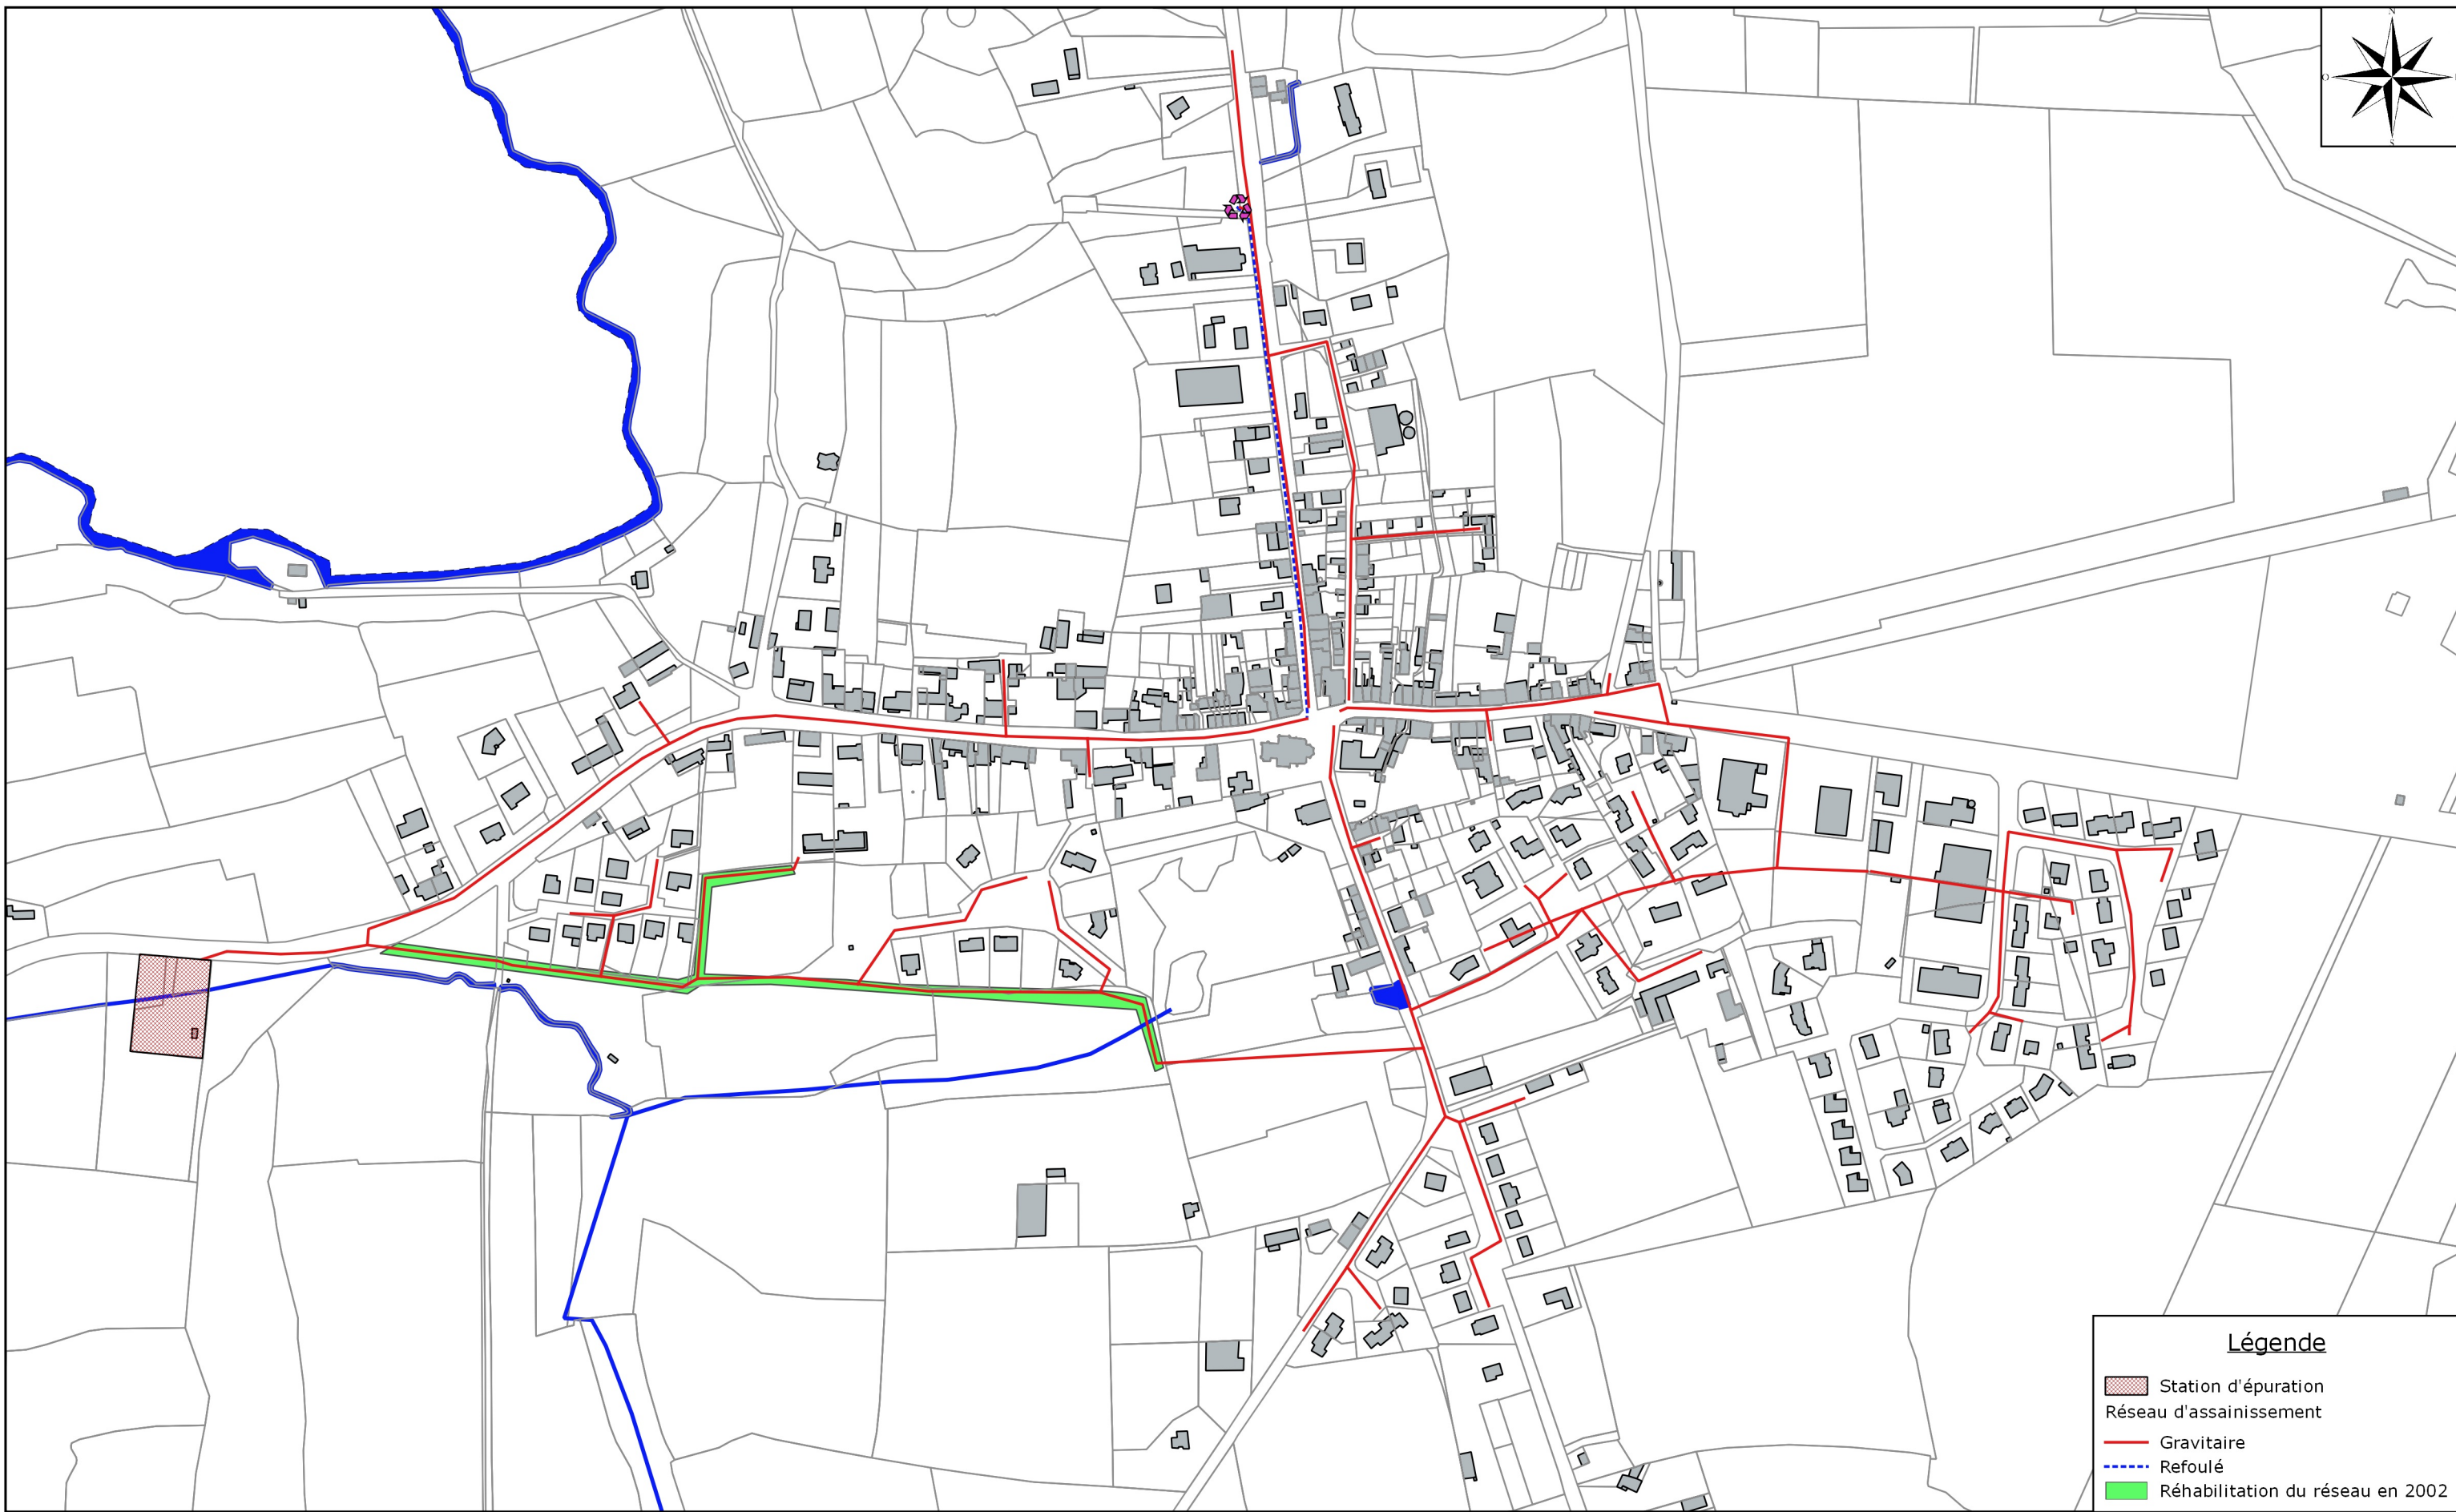 N
O
S
Légende
Station d'épuration
Réseau d'assainissement
Gravitaire
Refoulé
Réhabilitation du réseau en 2002